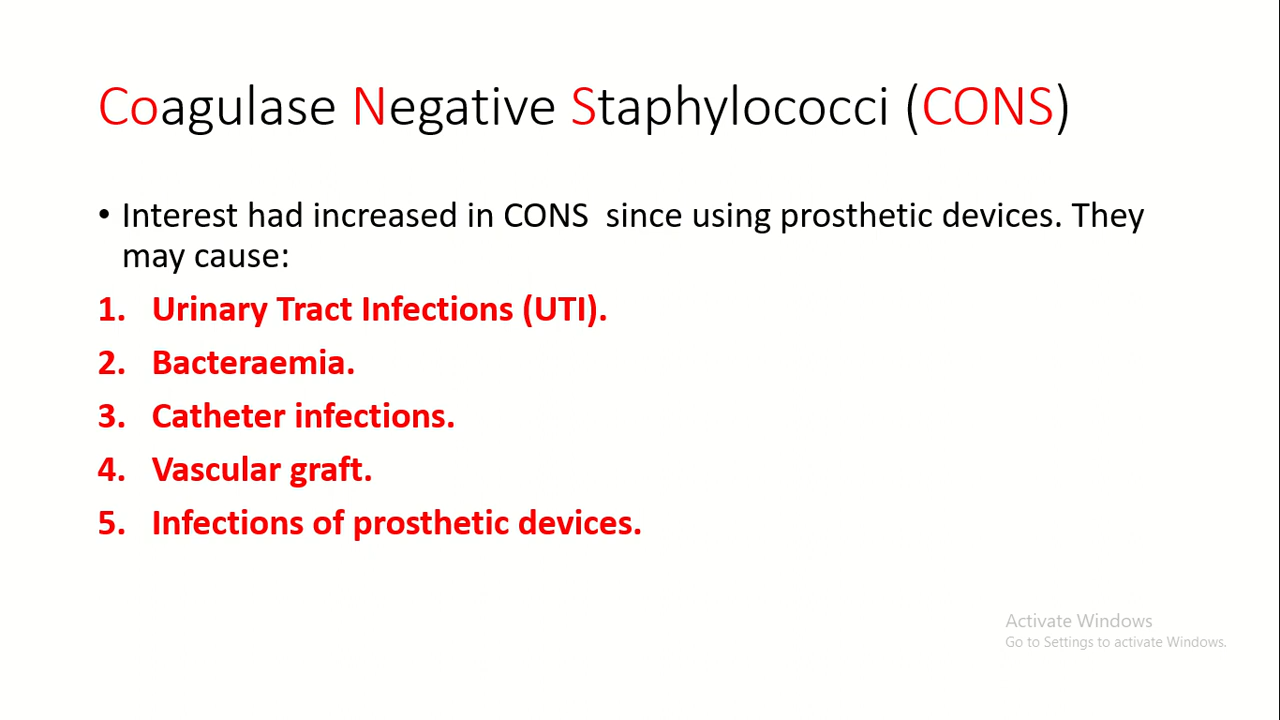 Coagulase Negative Staphylococci (CONS)
• Interest had increased in CONS  since using prosthetic devices. They
may cause:
1. Urinary Tract Infections (UTI).
2. Bacteraemia.
3. Catheter infections.
4. Vascular graft.
5. Infections of prosthetic devices.
Activate Windows
Go to Settings to activate Windows.